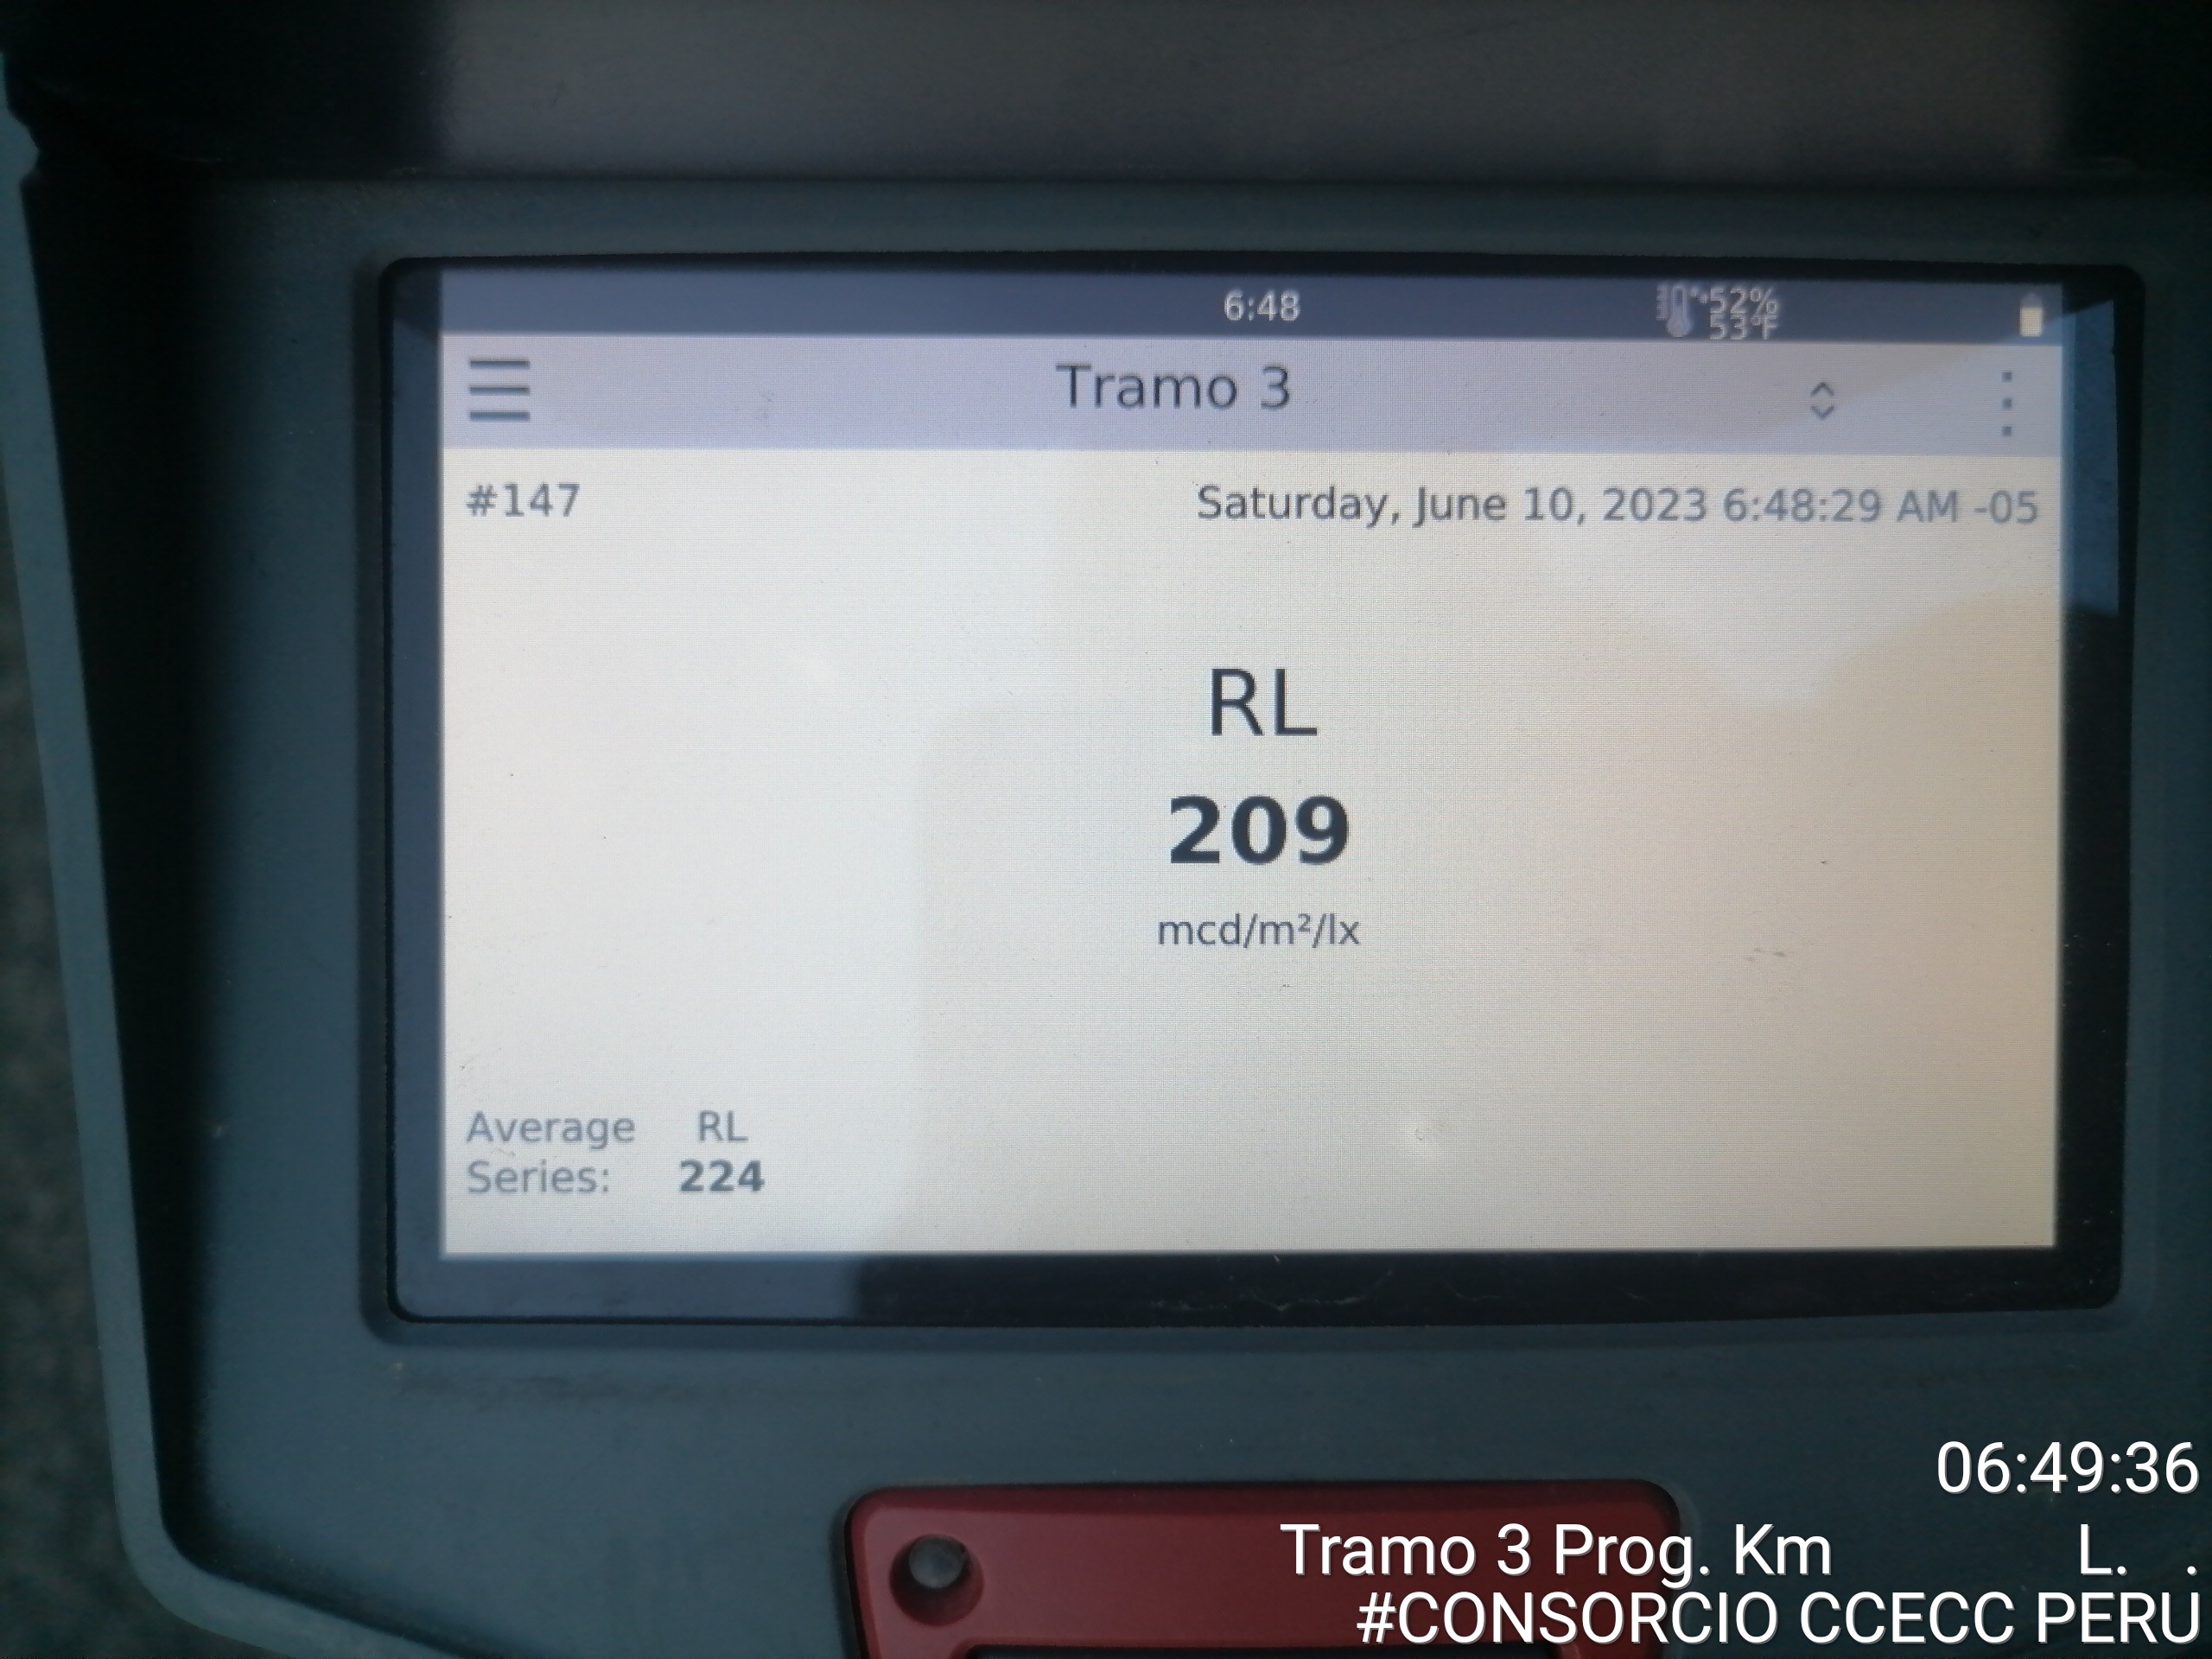 6:48
52%
53°F
Tramo 3
#147
Saturday, June 10, 2023 6:48:29 AM -05
RL
209
mcd/m²/lx
Average RL
Series: 224
06:49:36
Tramo 3 Prog. Km L. .
#CONSORCIO CCECC PERU